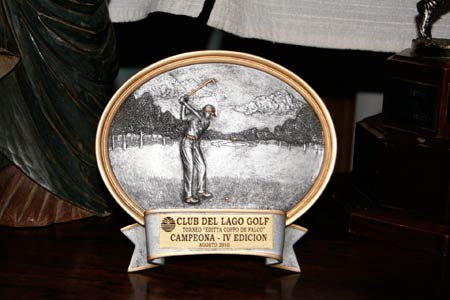 CLUB DEL LAGO GOLF
TORNEO "EDITTA COPPO DE FALCO"
CAMPEONA - IV EDICION
AGOSTO 2010